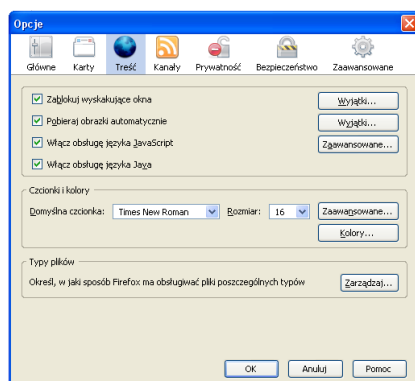 Opcje
Główne Karty Treść Kanały Prywatność Bezpieczeństwo Zaawansowane
Zablokuj wyskakujące okna Wyjątki...
Pobieraj obrazki automatycznie Wyjątki...
Włącz obsługę języka JavaScript Zaawansowane...
Włącz obsługę języka Java
Czcionki i kolory
Domyślna czcionka: Times New Roman Rozmiar: 16 Zaawansowane...
Kolory...
Typy plików
Określ, w jaki sposób Firefox ma obsługiwać pliki poszczególnych typów Zarządzaj...
OK Anuluj Pomoc